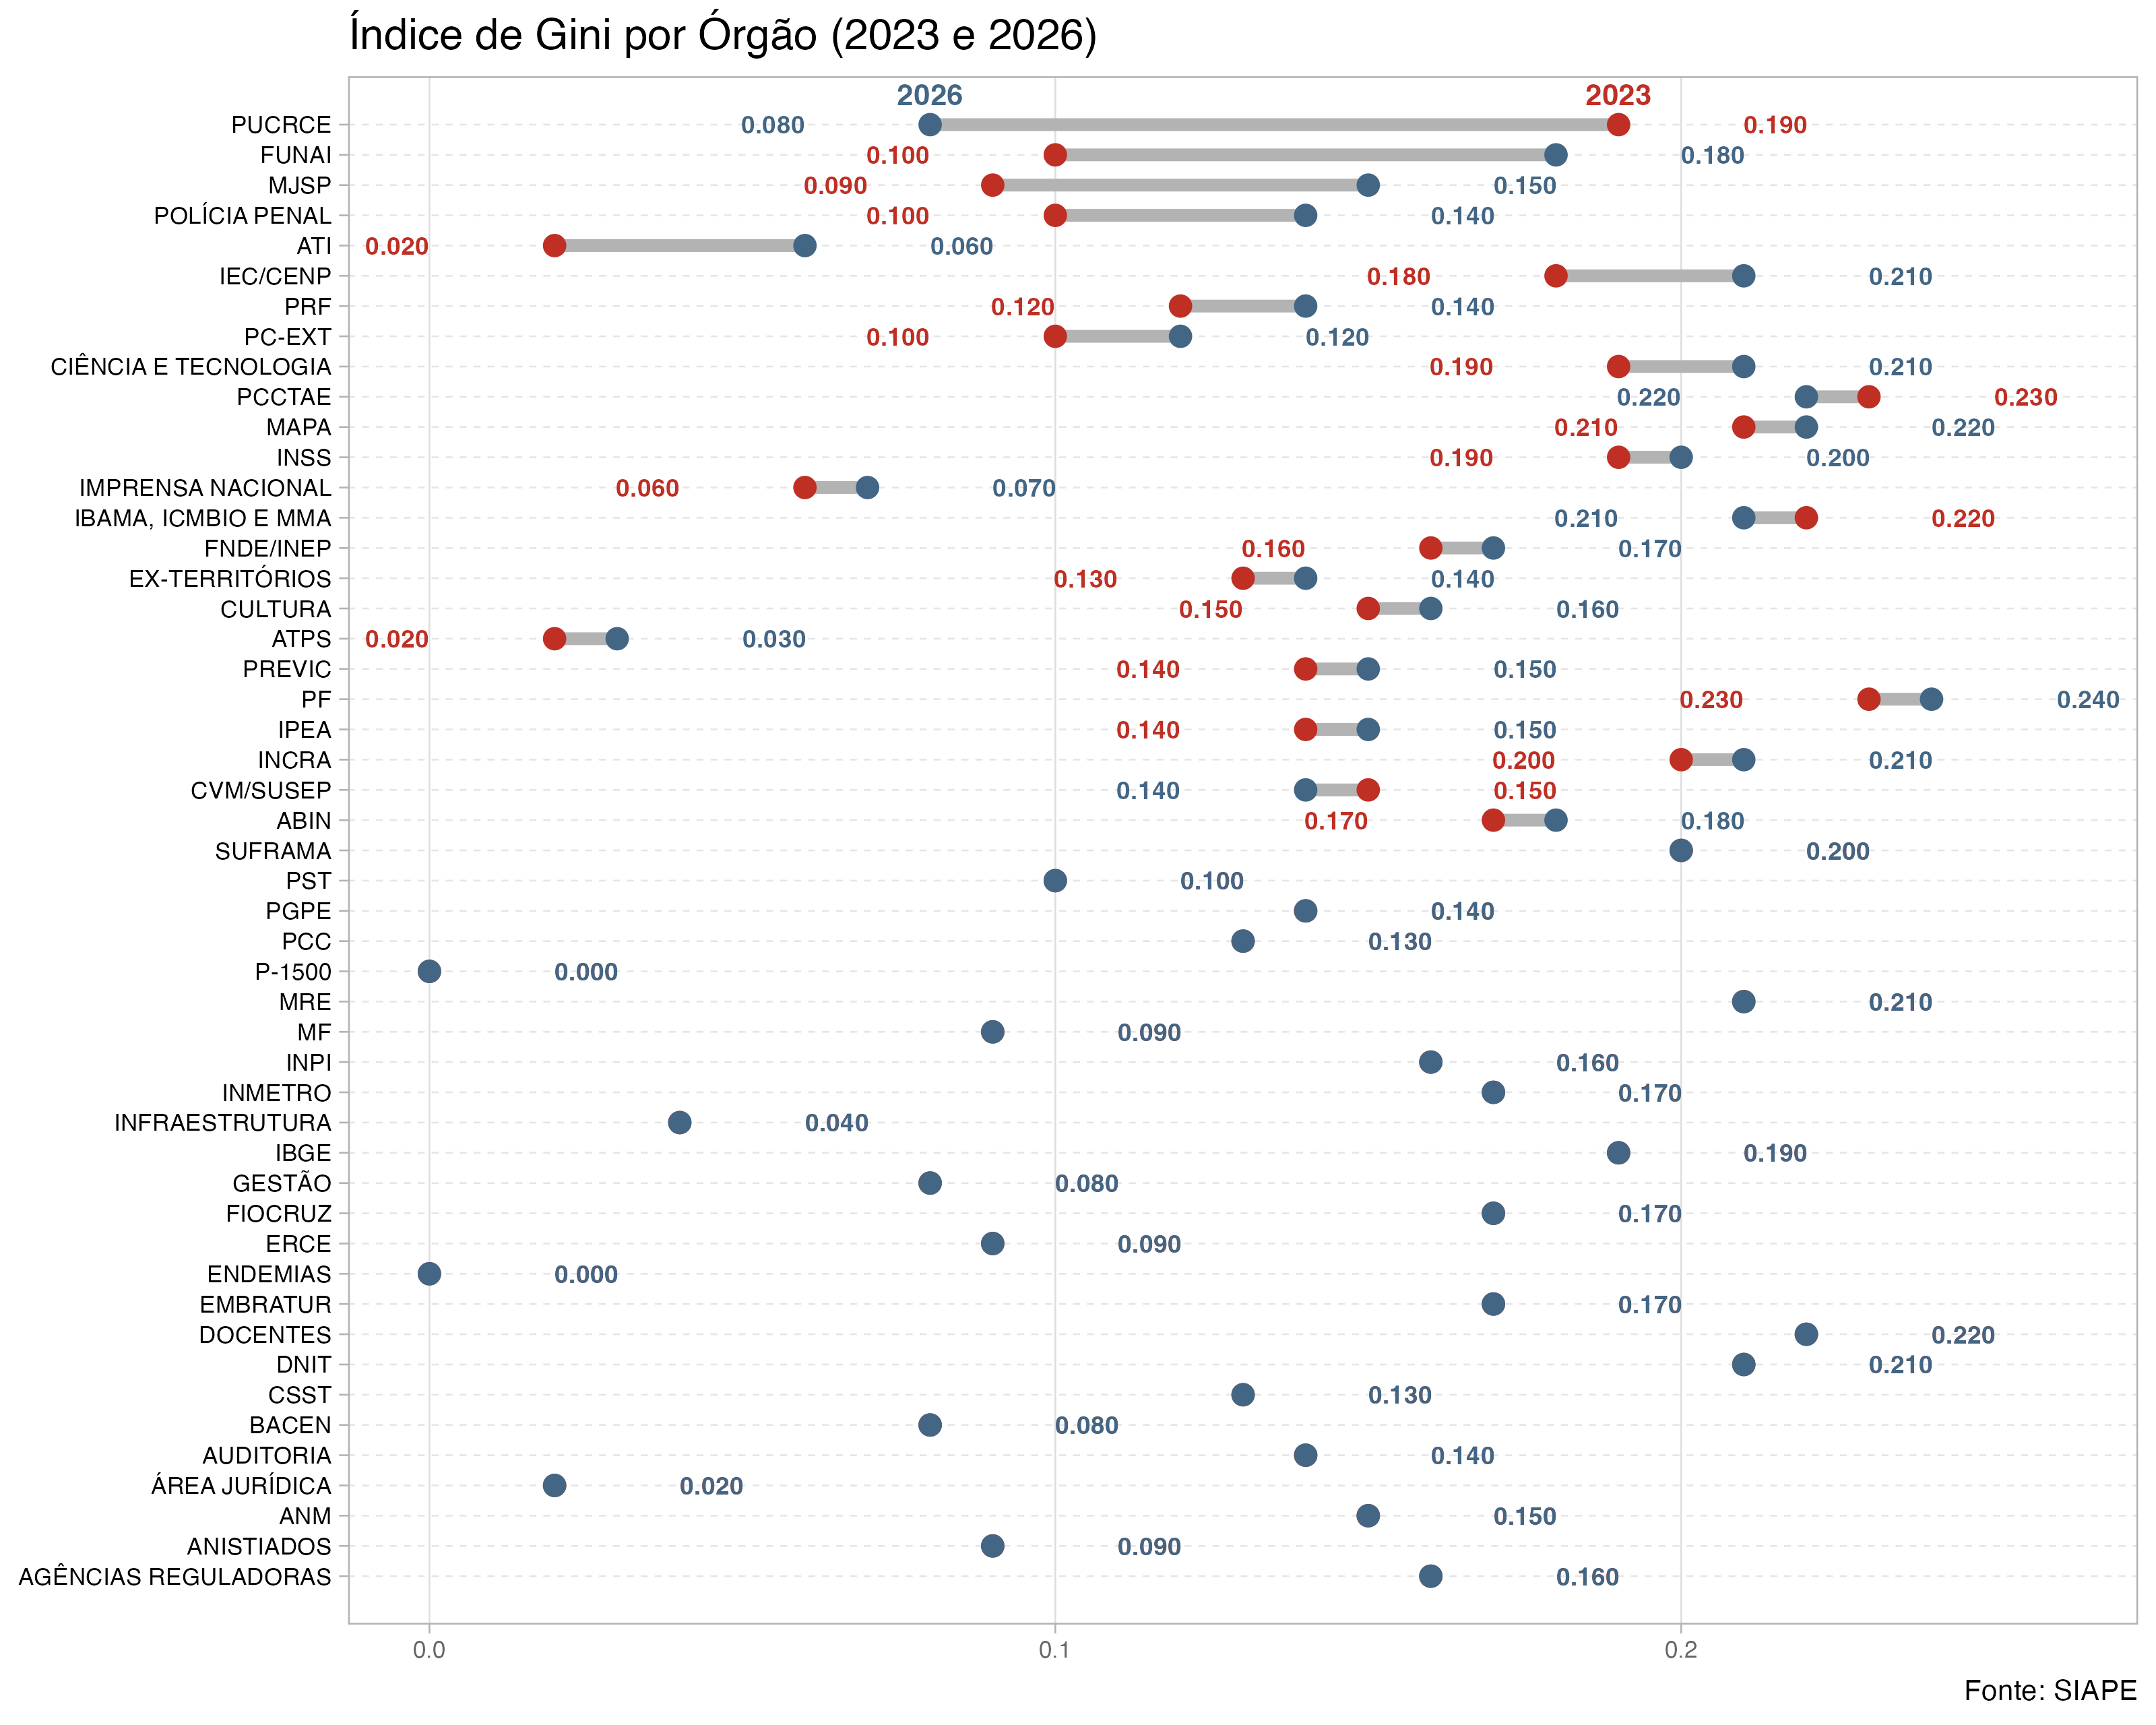 Índice de Gini por Órgão (2023 e 2026)
2026 2023
PUCRCE 0.080 0.190
FUNAI 0.100 0.180
MJSP 0.090 0.150
POLÍCIA PENAL 0.100 0.140
ATI 0.020 0.060
IEC/CENP 0.180 0.210
PRF 0.120 0.140
PC-EXT 0.100 0.120
CIÊNCIA E TECNOLOGIA 0.190 0.210
PCCTAE 0.220 0.230
MAPA 0.210 0.220
INSS 0.190 0.200
IMPRENSA NACIONAL 0.060 0.070
IBAMA, ICMBIO E MMA 0.210 0.220
FNDE/INEP 0.160 0.170
EX-TERRITÓRIOS 0.130 0.140
CULTURA 0.150 0.160
ATPS 0.020 0.030
PREVIC 0.140 0.150
PF 0.230 0.240
IPEA 0.140 0.150
INCRA 0.200 0.210
CVM/SUSEP 0.140 0.150
ABIN 0.170 0.180
SUFRAMA 0.200
PST 0.100
PGPE 0.140
PCC 0.130
P-1500 0.000
MRE 0.210
MF 0.090
INPI 0.160
INMETRO 0.170
INFRAESTRUTURA 0.040
IBGE 0.190
GESTÃO 0.080
FIOCRUZ 0.170
ERCE 0.090
ENDEMIAS 0.000
EMBRATUR 0.170
DOCENTES 0.220
DNIT 0.210
CSST 0.130
BACEN 0.080
AUDITORIA 0.140
ÁREA JURÍDICA 0.020
ANM 0.150
ANISTIADOS 0.090
AGÊNCIAS REGULADORAS 0.160
0.0 0.1 0.2
Fonte: SIAPE